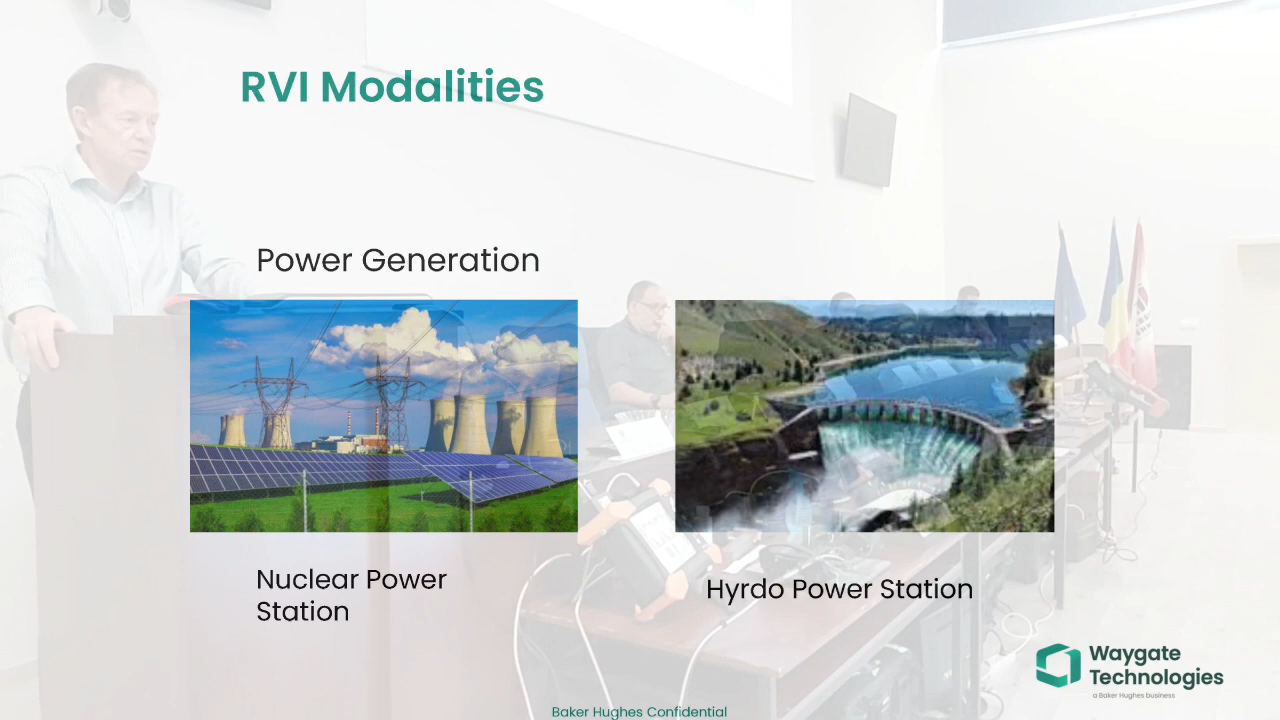 RVI Modalities
Power Generation
Nuclear Power
Station
Hyrdo Power Station
Waygate
Technologies
a Baker Hughes business
Baker Hughes Confidential